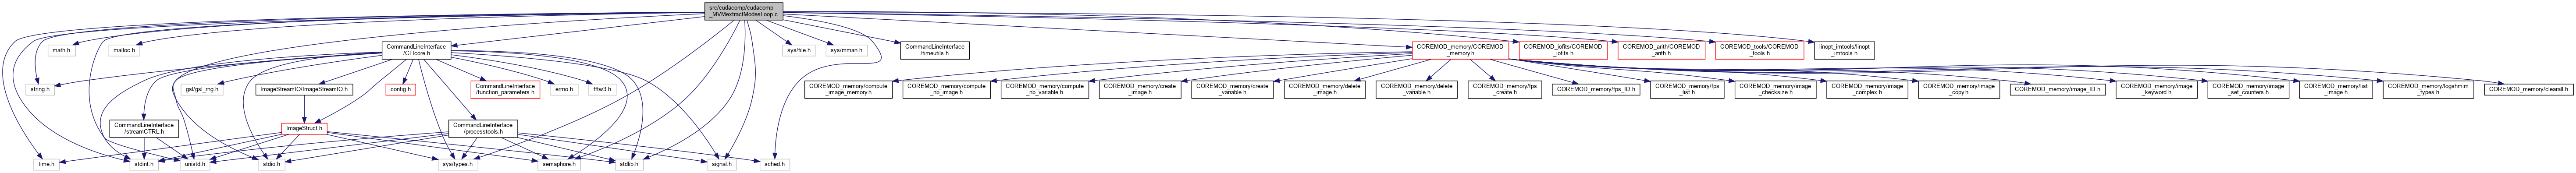 src/cudacomp/cudacomp
_MVMextractModesLoop.c
math.h
malloc.h
CommandLineInterface
/CLIcore.h
sys/file.h
sys/mman.h
CommandLineInterface
/timeutils.h
COREMOD_memory/COREMOD
_memory.h
COREMOD_iofits/COREMOD
_iofits.h
COREMOD_arith/COREMOD
_arith.h
COREMOD_tools/COREMOD
_tools.h
linopt_imtools/linopt
_imtools.h
string.h
gsl/gsl_rng.h
ImageStreamIO/ImageStreamIO.h
config.h
CommandLineInterface
/function_parameters.h
errno.h
fftw3.h
COREMOD_memory/compute
_image_memory.h
COREMOD_memory/compute
_nb_image.h
COREMOD_memory/compute
_nb_variable.h
COREMOD_memory/create
_image.h
COREMOD_memory/create
_variable.h
COREMOD_memory/delete
_image.h
COREMOD_memory/delete
_variable.h
COREMOD_memory/fps
_create.h
COREMOD_memory/fps_ID.h
COREMOD_memory/fps
_list.h
COREMOD_memory/image
_checksize.h
COREMOD_memory/image
_complex.h
COREMOD_memory/image
_copy.h
COREMOD_memory/image_ID.h
COREMOD_memory/image
_keyword.h
COREMOD_memory/image
_set_counters.h
COREMOD_memory/list
_image.h
COREMOD_memory/logshmim
_types.h
COREMOD_memory/clearall.h
CommandLineInterface
/streamCTRL.h
ImageStruct.h
CommandLineInterface
/processtools.h
time.h
stdint.h
unistd.h
stdio.h
sys/types.h
semaphore.h
stdlib.h
signal.h
sched.h